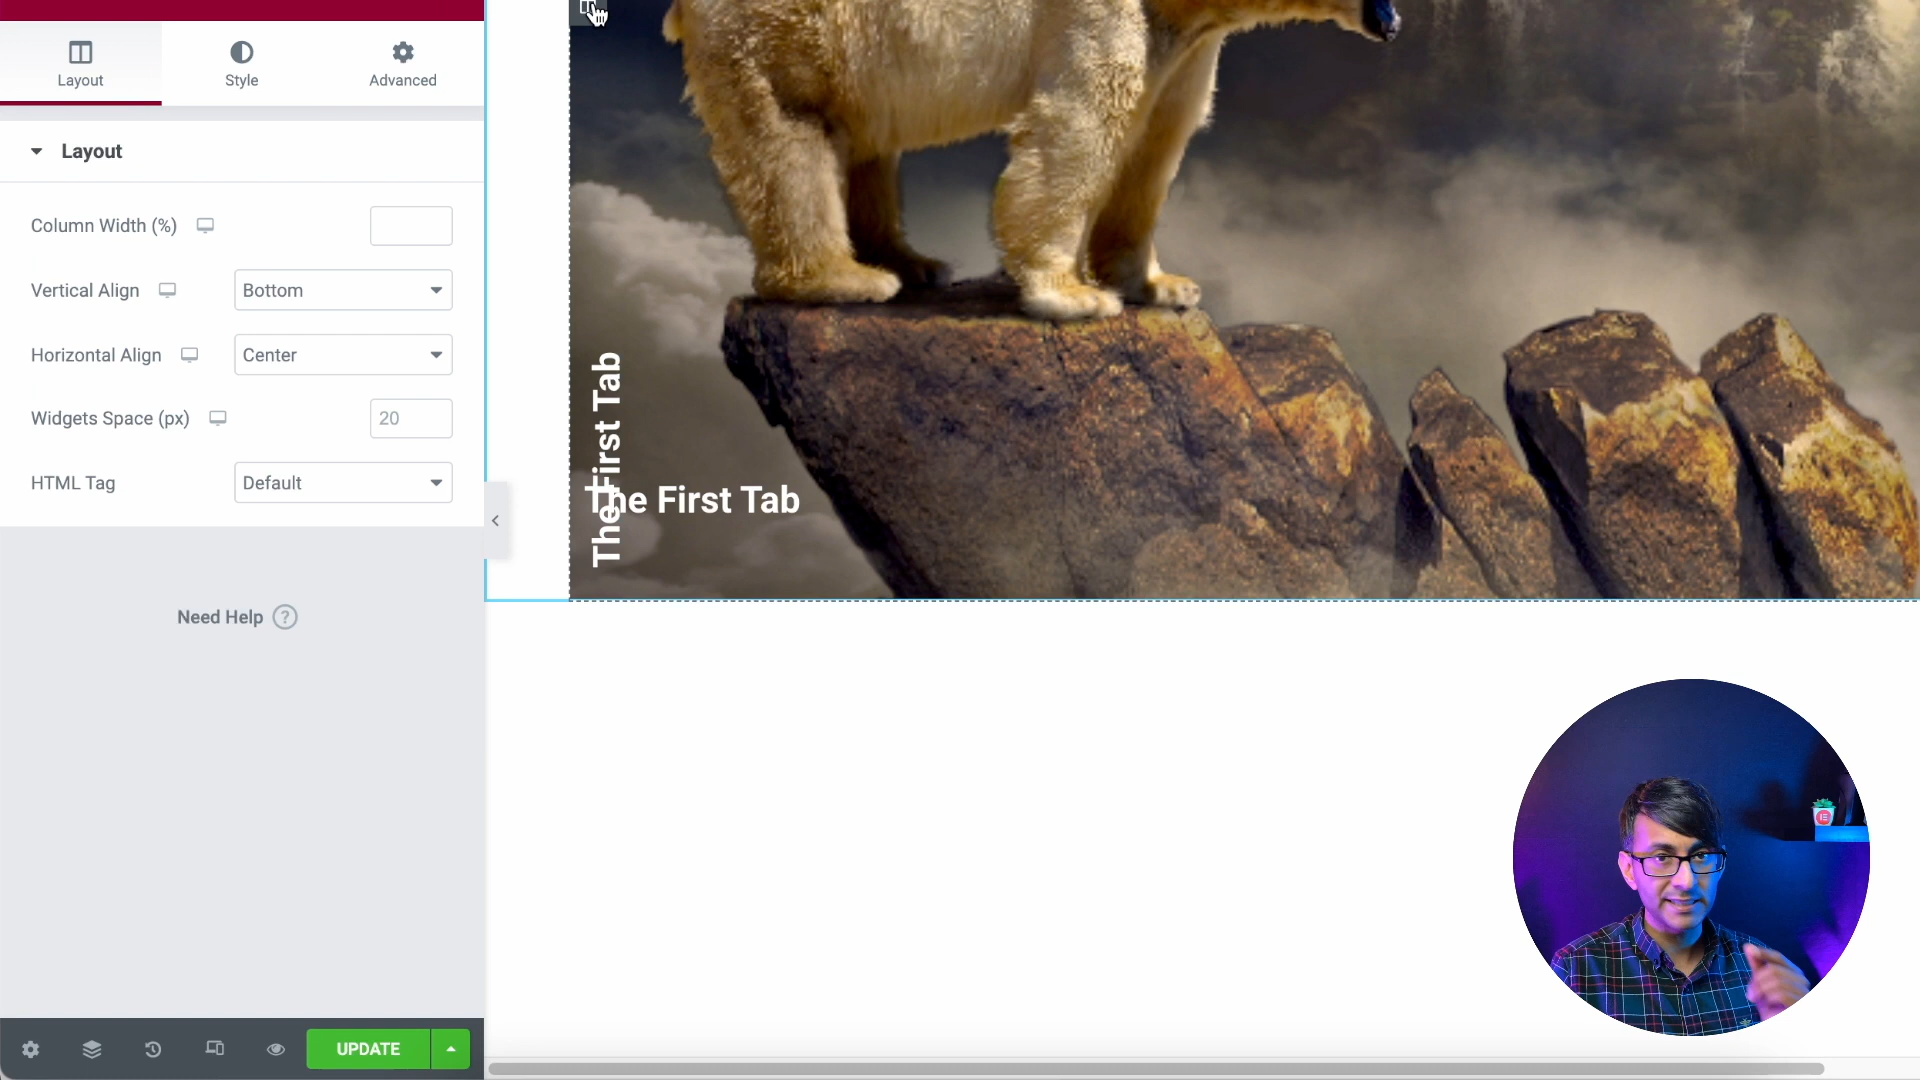 Layout
Style
Advanced
Layout
Column Width (%)
Vertical Align
Bottom
Horizontal Align
Center
Widgets Space (px)
20
HTML Tag
Default
Need Help ?
UPDATE
The First Tab
The First Tab